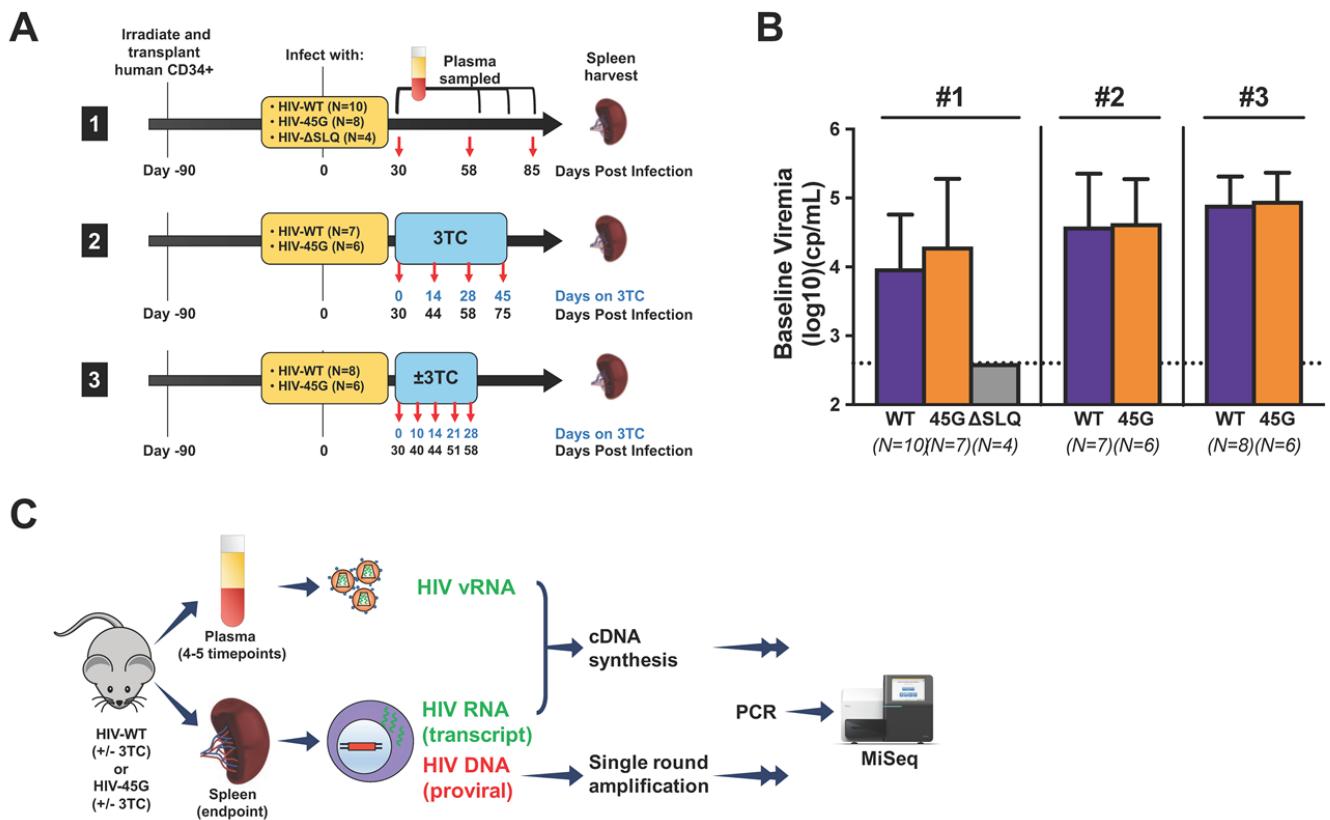 A
Irradiate and
transplant
human CD34+
Infect with:
Plasma
sampled
Spleen
harvest
1
• HIV-WT (N=10)
• HIV-45G (N=8)
• HIV-ΔSLQ (N=4)
Day -90
0
30
58
85
Days Post Infection
2
• HIV-WT (N=7)
• HIV-45G (N=6)
3TC
0 14 28 45 Days on 3TC
Day -90
0
30 44 58 75 Days Post Infection
3
• HIV-WT (N=8)
• HIV-45G (N=6)
±3TC
0 10 14 21 28 Days on 3TC
Day -90
0
30 40 44 51 58 Days Post Infection
B
#1 #2 #3
Baseline Viremia
(log10)(cp/mL)
6
5
4
3
2
WT 45G ΔSLQ WT 45G WT 45G
(N=10)(N=7)(N=4) (N=7)(N=6) (N=8)(N=6)
C
Plasma
(4-5 timepoints)
HIV vRNA
cDNA
synthesis
HIV-WT
(+/- 3TC)
or
HIV-45G
(+/- 3TC)
Spleen
(endpoint)
HIV RNA
(transcript)
HIV DNA
(proviral)
Single round
amplification
PCR
MiSeq